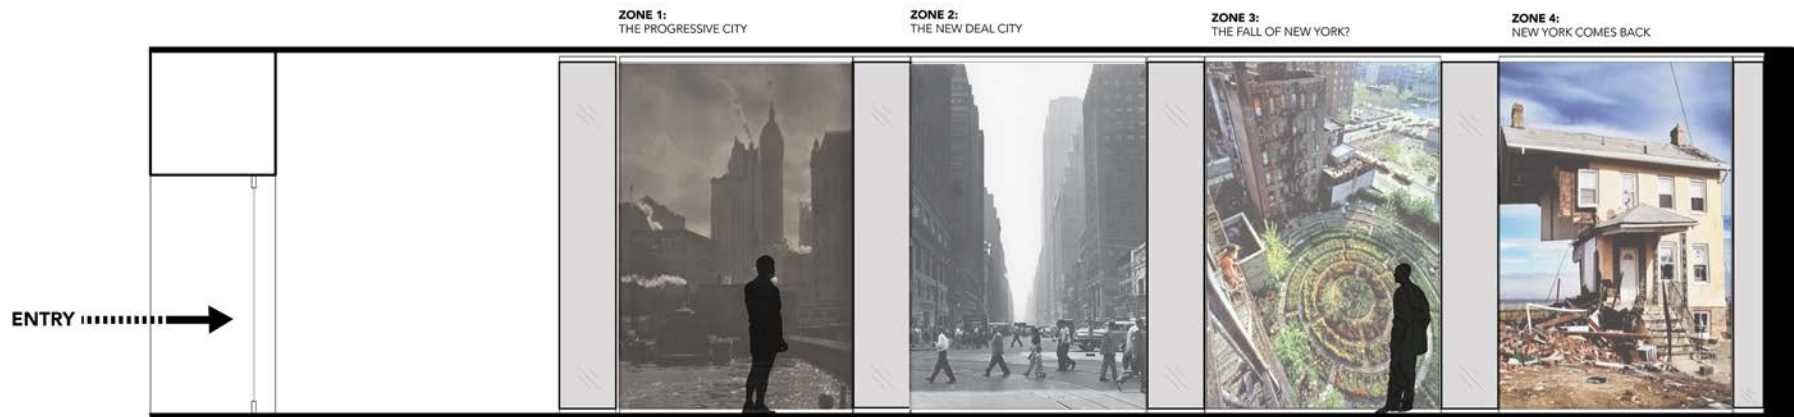 ZONE 1:
THE PROGRESSIVE CITY
ZONE 2:
THE NEW DEAL CITY
ZONE 3:
THE FALL OF NEW YORK?
ZONE 4:
NEW YORK COMES BACK
ENTRY